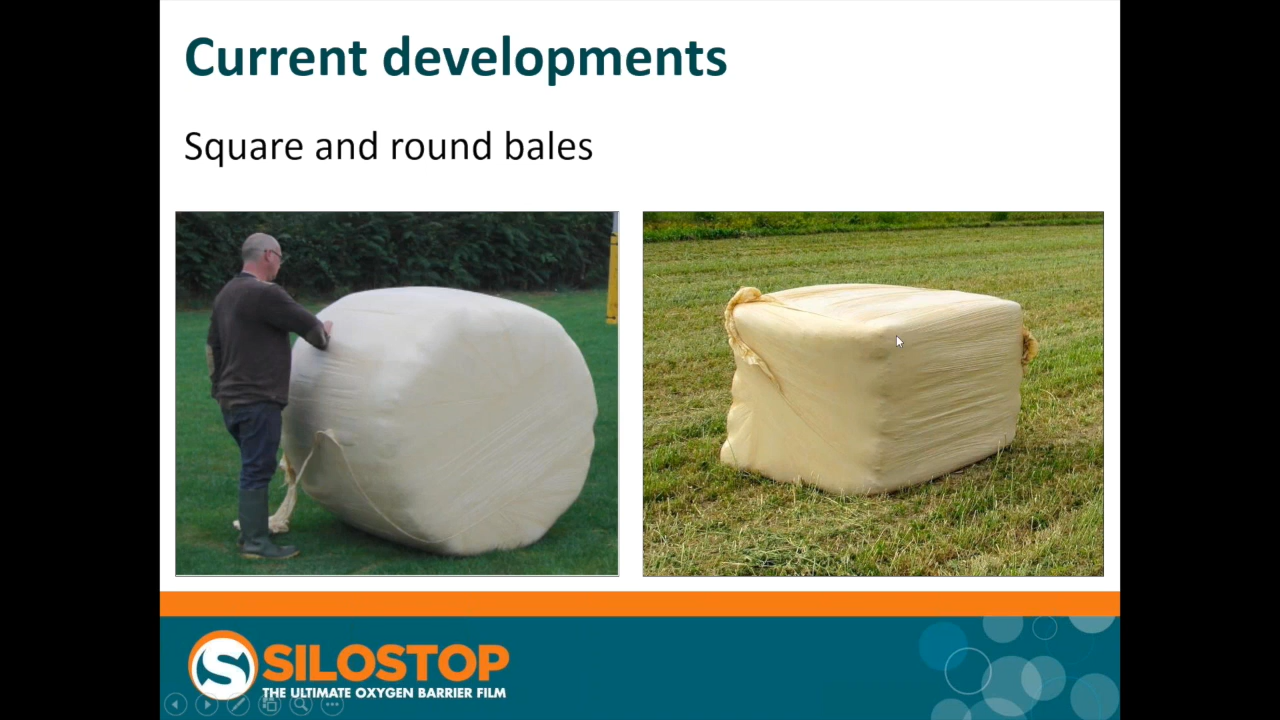 Current developments
Square and round bales
SILOSTOP
THE ULTIMATE OXYGEN BARRIER FILM